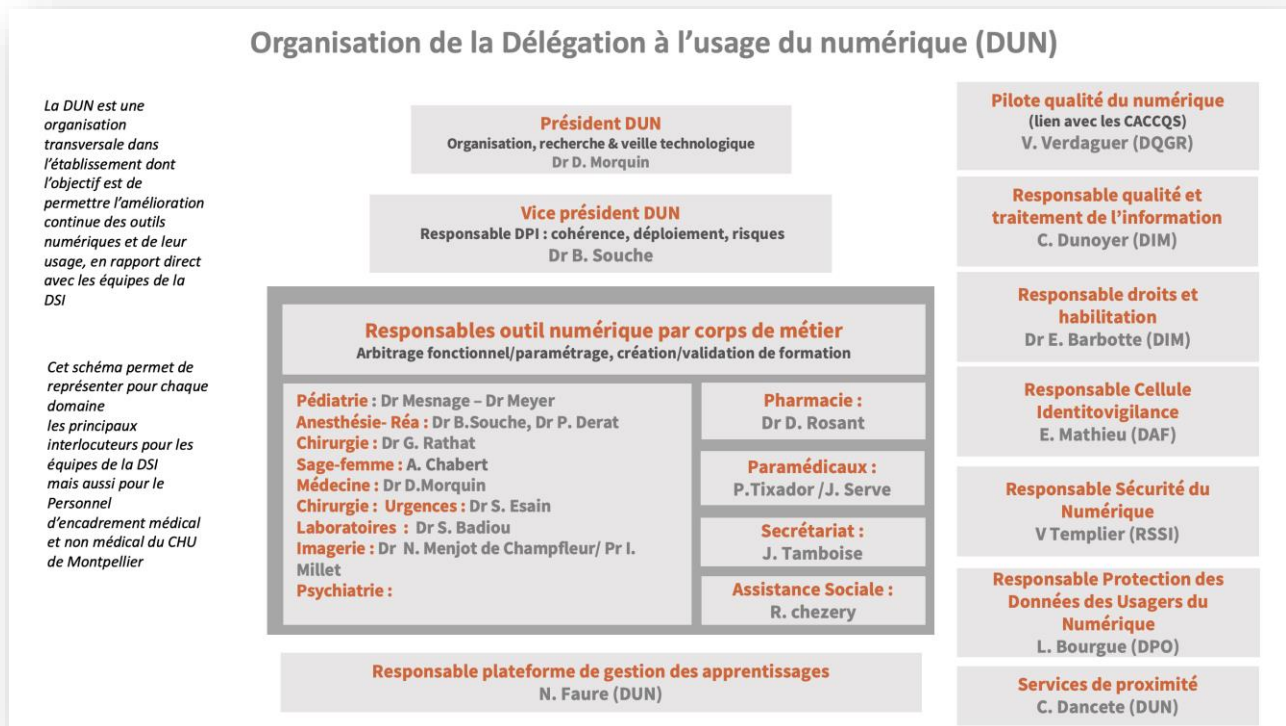 Organisation de la Délégation à l’usage du numérique (DUN)
La DUN est une
organisation
transversale dans
l’établissement dont
l’objectif est de
permettre l’amélioration
continue des outils
numériques et de leur
usage, en rapport direct
avec les équipes de la
DSI
Cet schéma permet de
représenter pour chaque
domaine
les principaux
interlocuteurs pour les
équipes de la DSI
mais aussi pour le
Personnel
d’encadrement médical
et non médical du CHU
de Montpellier
Président DUN
Organisation, recherche & veille technologique
Dr D. Morquin
Vice président DUN
Responsable DPI : cohérence, déploiement, risques
Dr B. Souche
Responsables outil numérique par corps de métier
Arbitrage fonctionnel/paramétrage, création/validation de formation
Pédiatrie : Dr Mesnage – Dr Meyer
Anesthésie- Réa : Dr B.Souche, Dr P. Derat
Chirurgie : Dr G. Rathat
Sage-femme : A. Chabert
Médecine : Dr D.Morquin
Chirurgie : Urgences : Dr S. Esain
Laboratoires : Dr S. Badiou
Imagerie : Dr N. Menjot de Champfleur/ Pr I.
Millet
Psychiatrie :
Pharmacie :
Dr D. Rosant
Paramédicaux :
P.Tixador /J. Serve
Secrétariat :
J. Tamboise
Assistance Sociale :
R. chezery
Responsable plateforme de gestion des apprentissages
N. Faure (DUN)
Pilote qualité du numérique
(lien avec les CACCQS)
V. Verdaguer (DQGR)
Responsable qualité et
traitement de l’information
C. Dunoyer (DIM)
Responsable droits et
habilitation
Dr E. Barbotte (DIM)
Responsable Cellule
Identitovigilance
E. Mathieu (DAF)
Responsable Sécurité du
Numérique
V Templier (RSSI)
Responsable Protection des
Données des Usagers du
Numérique
L. Bourgue (DPO)
Services de proximité
C. Dancete (DUN)